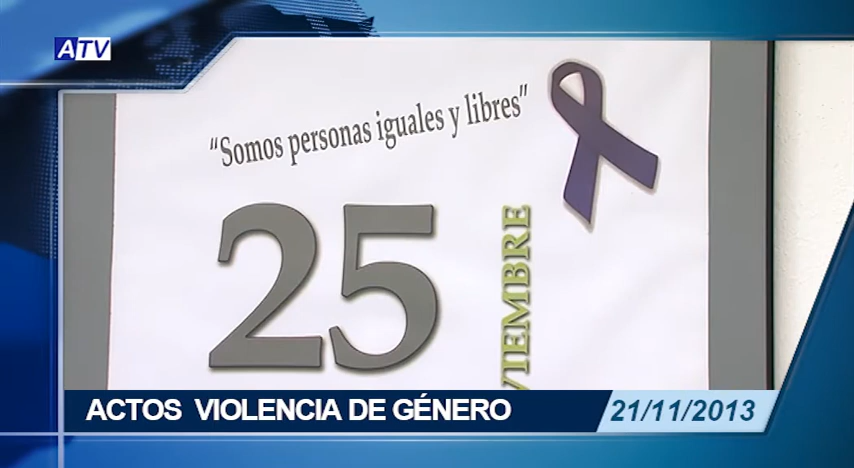 ATV
“Somos personas iguales y libres”
25
VIEMBRE
ACTOS VIOLENCIA DE GÉNERO
21/11/2013